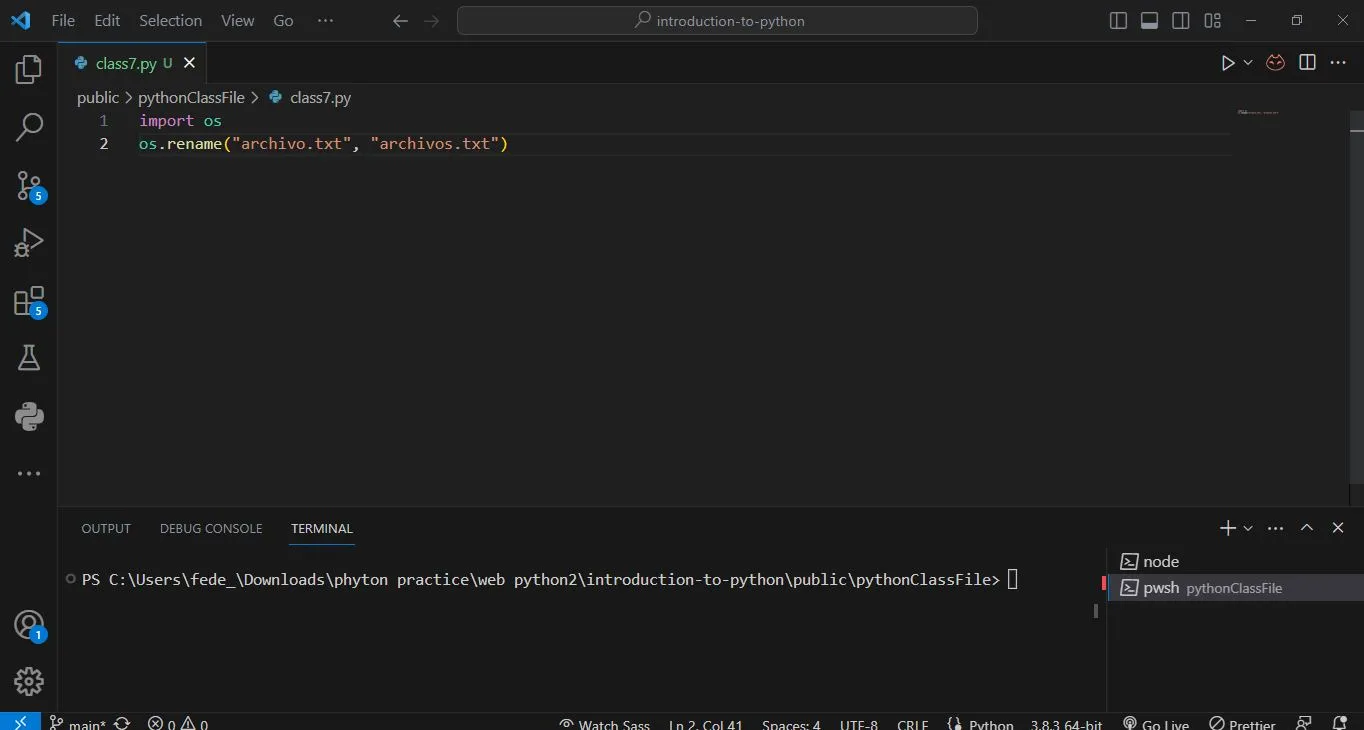 File Edit Selection View Go ··· introduction-to-python
class7.py U
public > pythonClassFile > class7.py
1 import os
2 os.rename("archivo.txt", "archivos.txt")
5
5
OUTPUT DEBUG CONSOLE TERMINAL
PS C:\Users\fede_\Downloads\phyton practice\web python2\introduction-to-python\public\pythonClassFile>
node
pwsh pythonClassFile
1
main* 0 0 Watch Sass Ln 2, Col 41 Spaces: 4 UTF-8 CRLF Python 3.8.3 64-bit Go Live Prettier